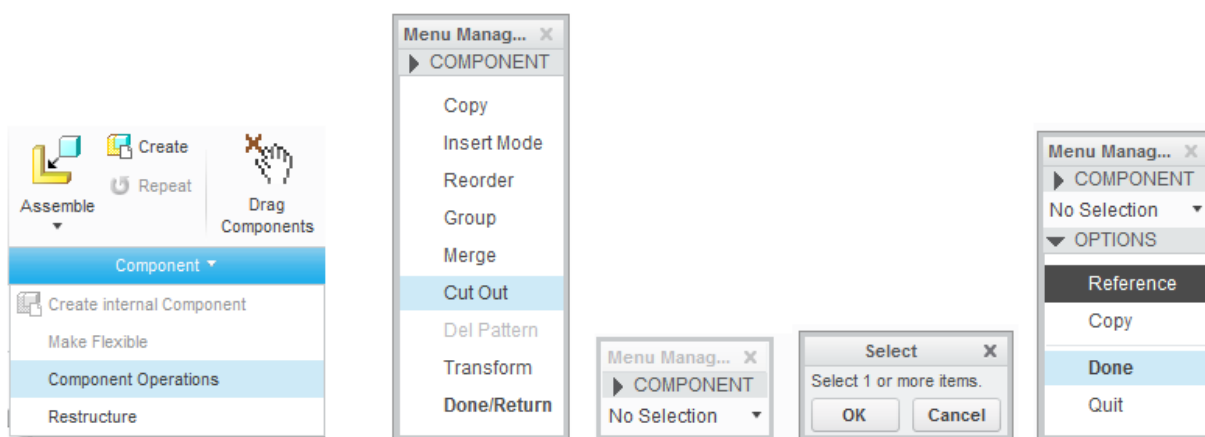 Create
Repeat
Assemble
Drag
Components
Component
Create internal Component
Make Flexible
Component Operations
Restructure
Menu Manag...
COMPONENT
Copy
Insert Mode
Reorder
Group
Merge
Cut Out
Del Pattern
Transform
Done/Return
Menu Manag...
COMPONENT
No Selection
Select
Select 1 or more items.
OK
Cancel
Menu Manag...
COMPONENT
No Selection
OPTIONS
Reference
Copy
Done
Quit